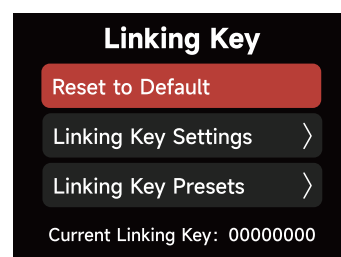 Linking Key
Reset to Default
Linking Key Settings
Linking Key Presets
Current Linking Key: 00000000